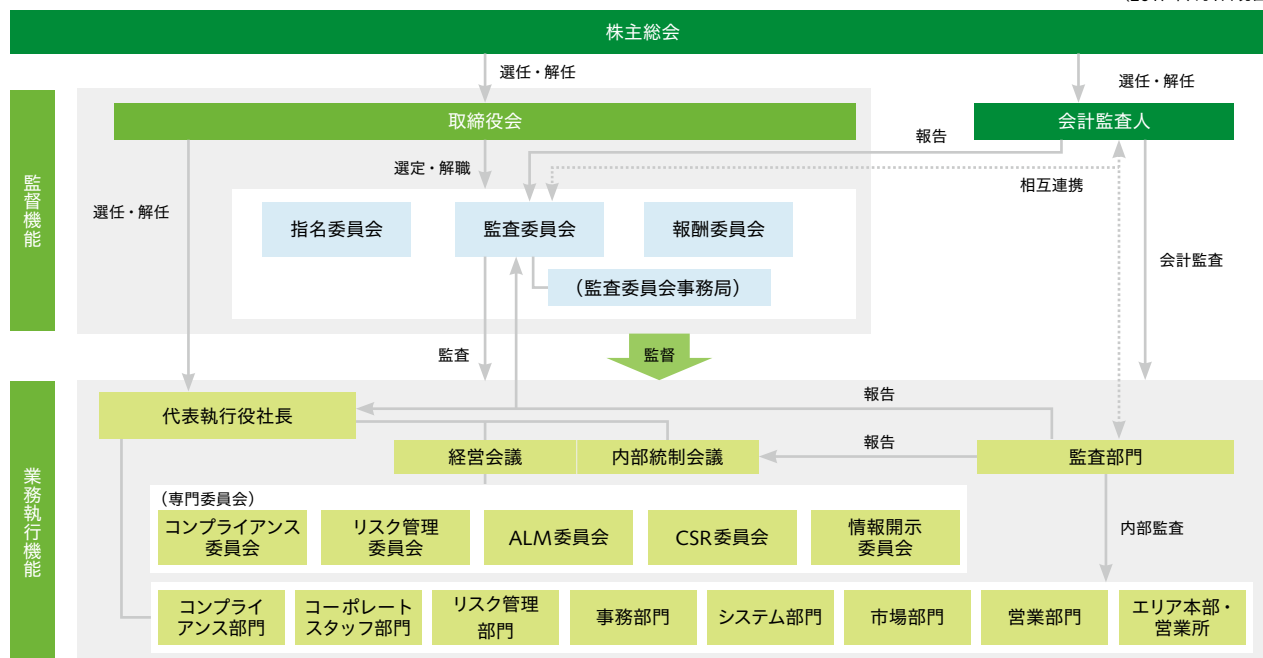 株主総会
選任・解任
選任・解任
監督機能
取締役会
会計監査人
報告
選定・解職
相互連携
選任・解任
指名委員会
監査委員会
報酬委員会
会計監査
（監査委員会事務局）
監査
監督
業務執行機能
代表執行役社長
報告
経営会議
内部統制会議
報告
監査部門
（専門委員会）
コンプライアンス
委員会
リスク管理
委員会
ALM委員会
CSR委員会
情報開示
委員会
内部監査
コンプライ
アンス部門
コーポレート
スタッフ部門
リスク管理
部門
事務部門
システム部門
市場部門
営業部門
エリア本部・
営業所